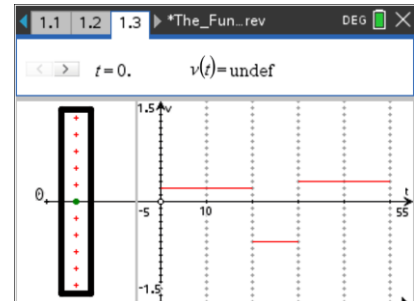 1.1 1.2 1.3 *The_Fun…rev DEG
t=0. v(t)=undef
1.5 v
0
t
-5 10 55
-1.5